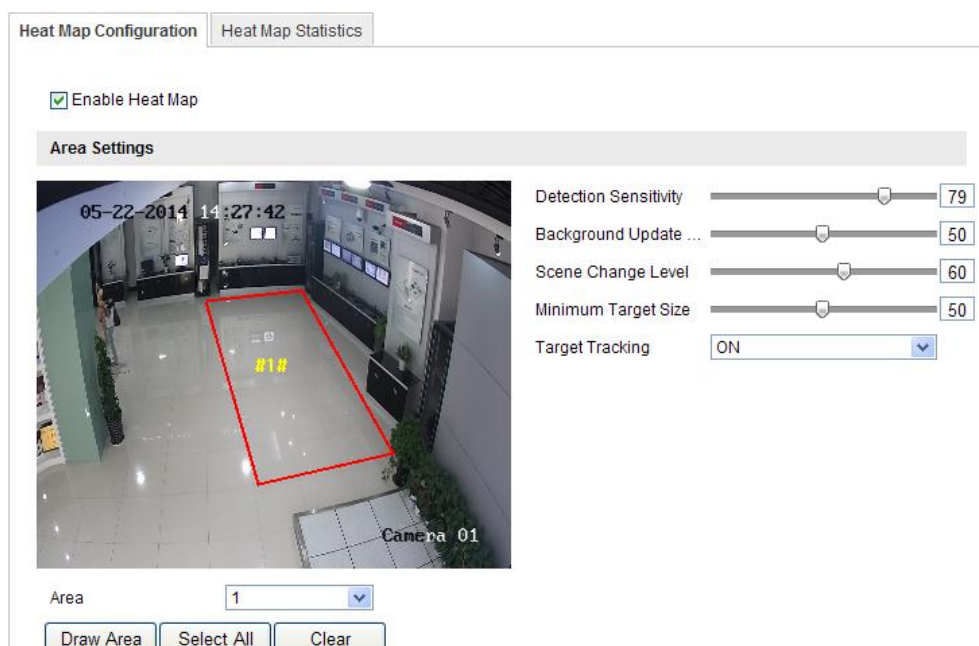 Heat Map Configuration
Heat Map Statistics
Enable Heat Map
Area Settings
05-22-2014 14:27:42
#1#
Camera 01
Detection Sensitivity 79
Background Update ... 50
Scene Change Level 60
Minimum Target Size 50
Target Tracking ON
Area 1
Draw Area Select All Clear